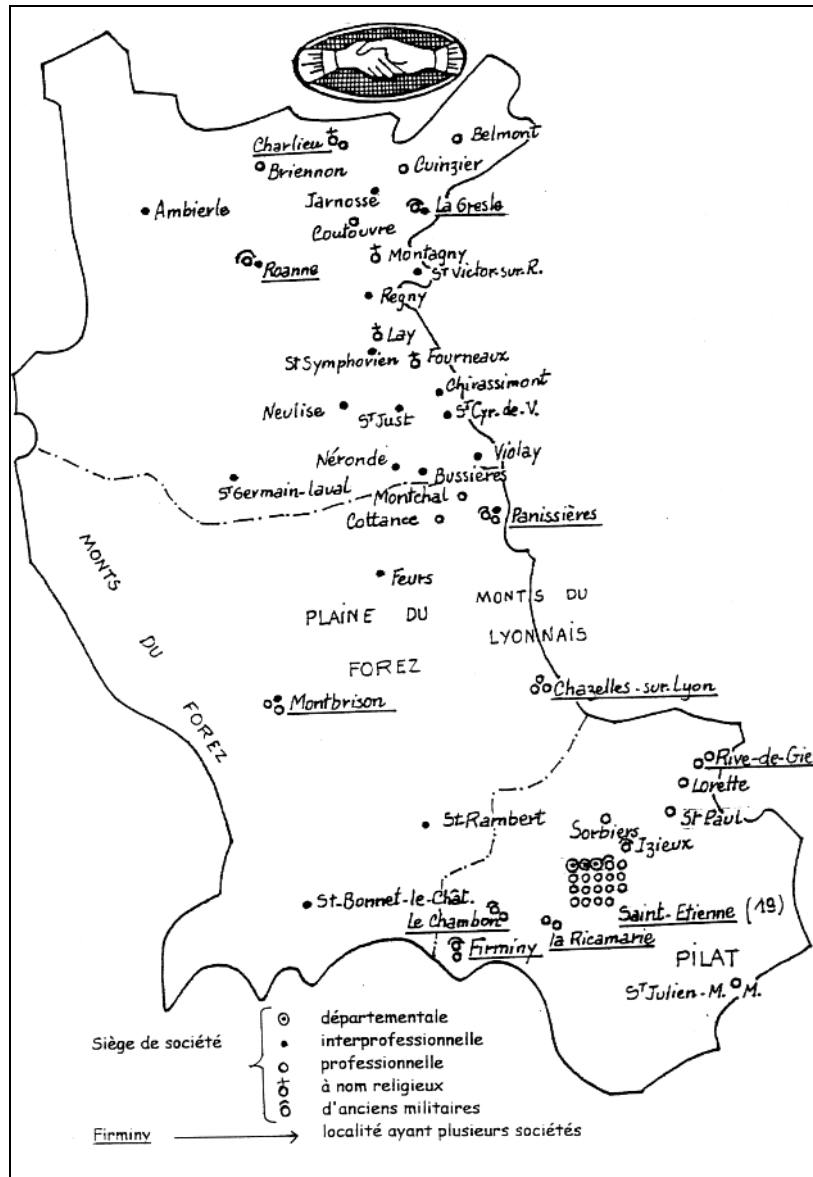 Belmont
Charlieu
Briennon
Cuinzier
Jarnosse
Ambierle
La Gresle
Coutouvre
Montagny
Roanne
St Victor-sur-R.
Regny
Lay
St Symphorien
Fourneaux
Chirassimont
Neulise
St Just
St Cyr-de-V.
Violay
Néronde
Bussières
St Germain-laval
Montchal
Cottance
Panissières
Feurs
MONTS
DU
FOREZ
PLAINE DU
FOREZ
MONTS DU
LYONNAIS
Chazelles-sur-Lyon
Montbrison
Rive-de-Gie
Lorette
St Paul
St Rambert
Sorbiers
Izieux
St-Bonnet-le-Chât.
Le Chambon
Saint-Etienne (19)
Firminy
la Ricamarie
PILAT
St Julien-M. M.
Siège de société
départementale
interprofessionnelle
professionnelle
à nom religieux
d'anciens militaires
Firminy
localité ayant plusieurs sociétés